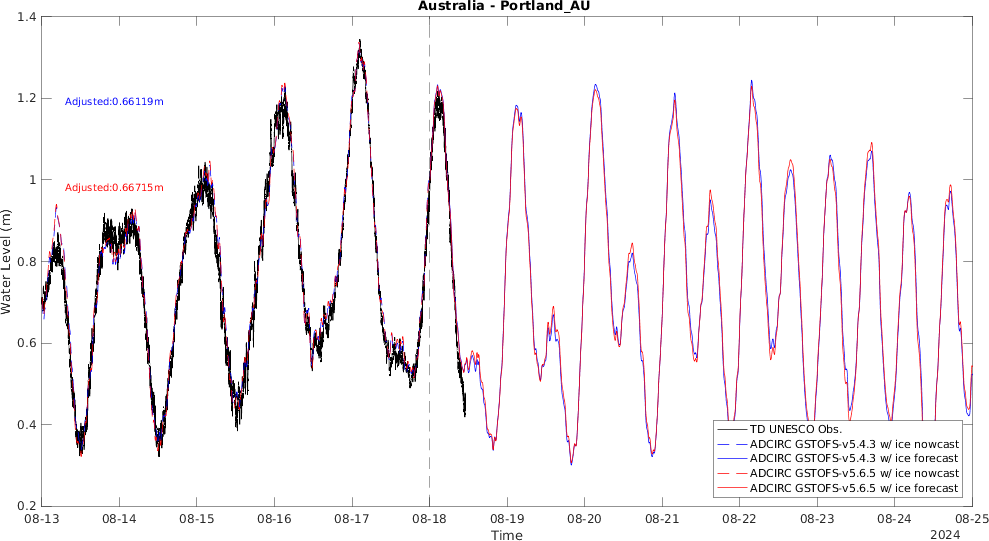 Australia - Portland_AU
1.4
1.2
1
0.8
0.6
0.4
0.2
Water Level (m)
Adjusted:0.66119m
Adjusted:0.66715m
TD UNESCO Obs.
ADCIRC GSTOFS-v5.4.3 w/ ice nowcast
ADCIRC GSTOFS-v5.4.3 w/ ice forecast
ADCIRC GSTOFS-v5.6.5 w/ ice nowcast
ADCIRC GSTOFS-v5.6.5 w/ ice forecast
08-13 08-14 08-15 08-16 08-17 08-18 08-19 08-20 08-21 08-22 08-23 08-24 08-25
Time
2024